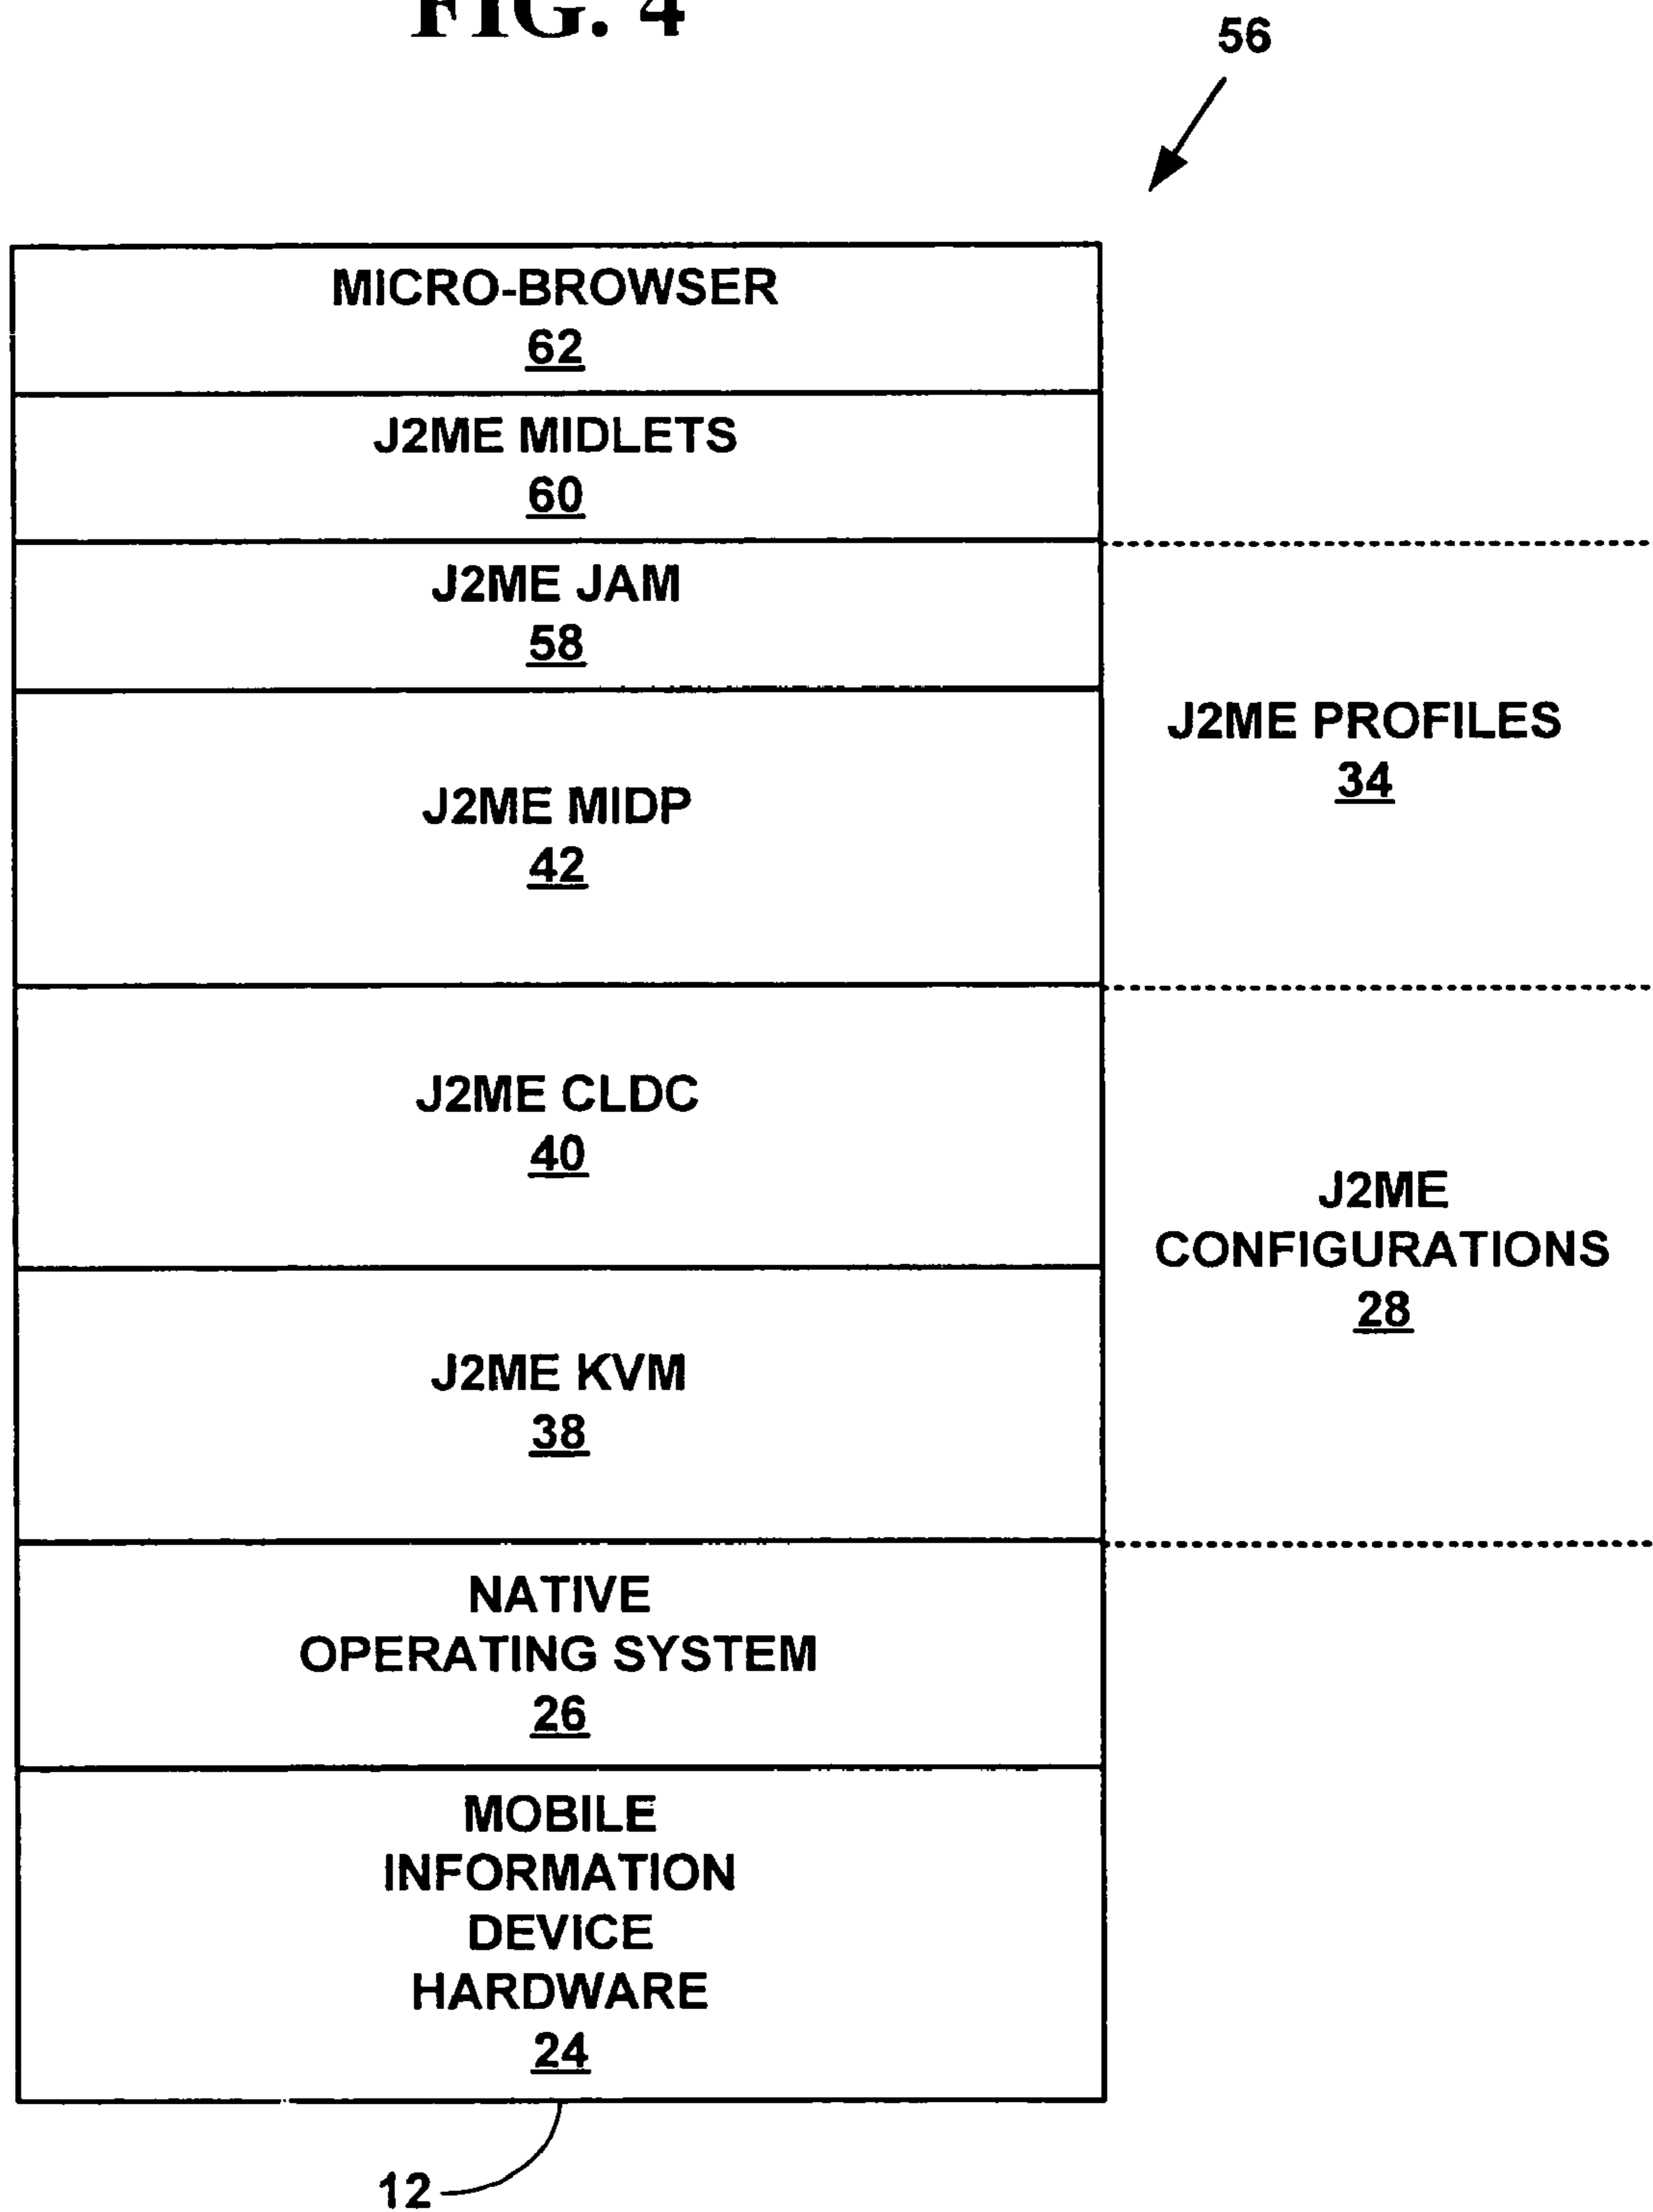 FIG. 4
56
MICRO-BROWSER
62
J2ME MIDLETS
60
J2ME JAM
58
J2ME PROFILES
34
J2ME MIDP
42
J2ME CLDC
40
J2ME
CONFIGURATIONS
28
J2ME KVM
38
NATIVE
OPERATING SYSTEM
26
MOBILE
INFORMATION
DEVICE
HARDWARE
24
12